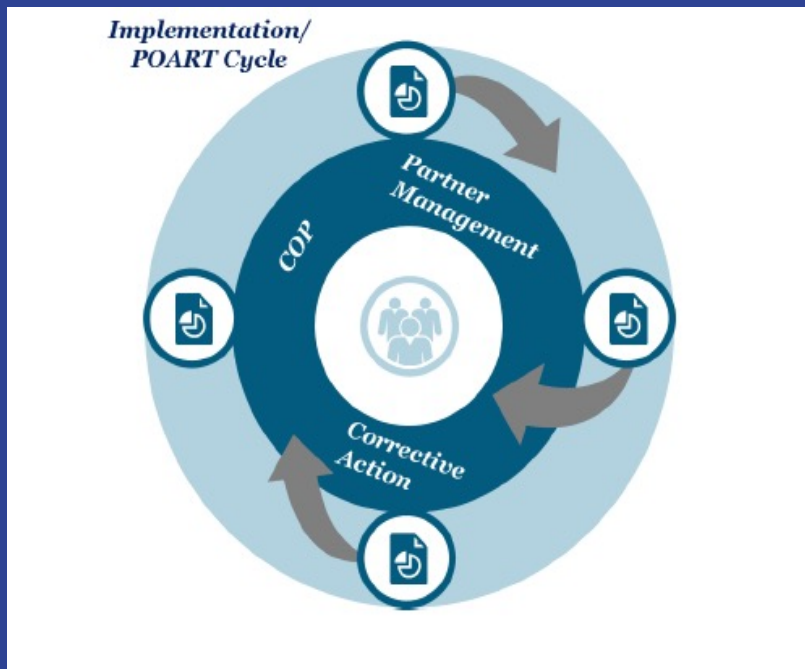 Implementation/
POART Cycle
Partner
Management
COP
Corrective
Action